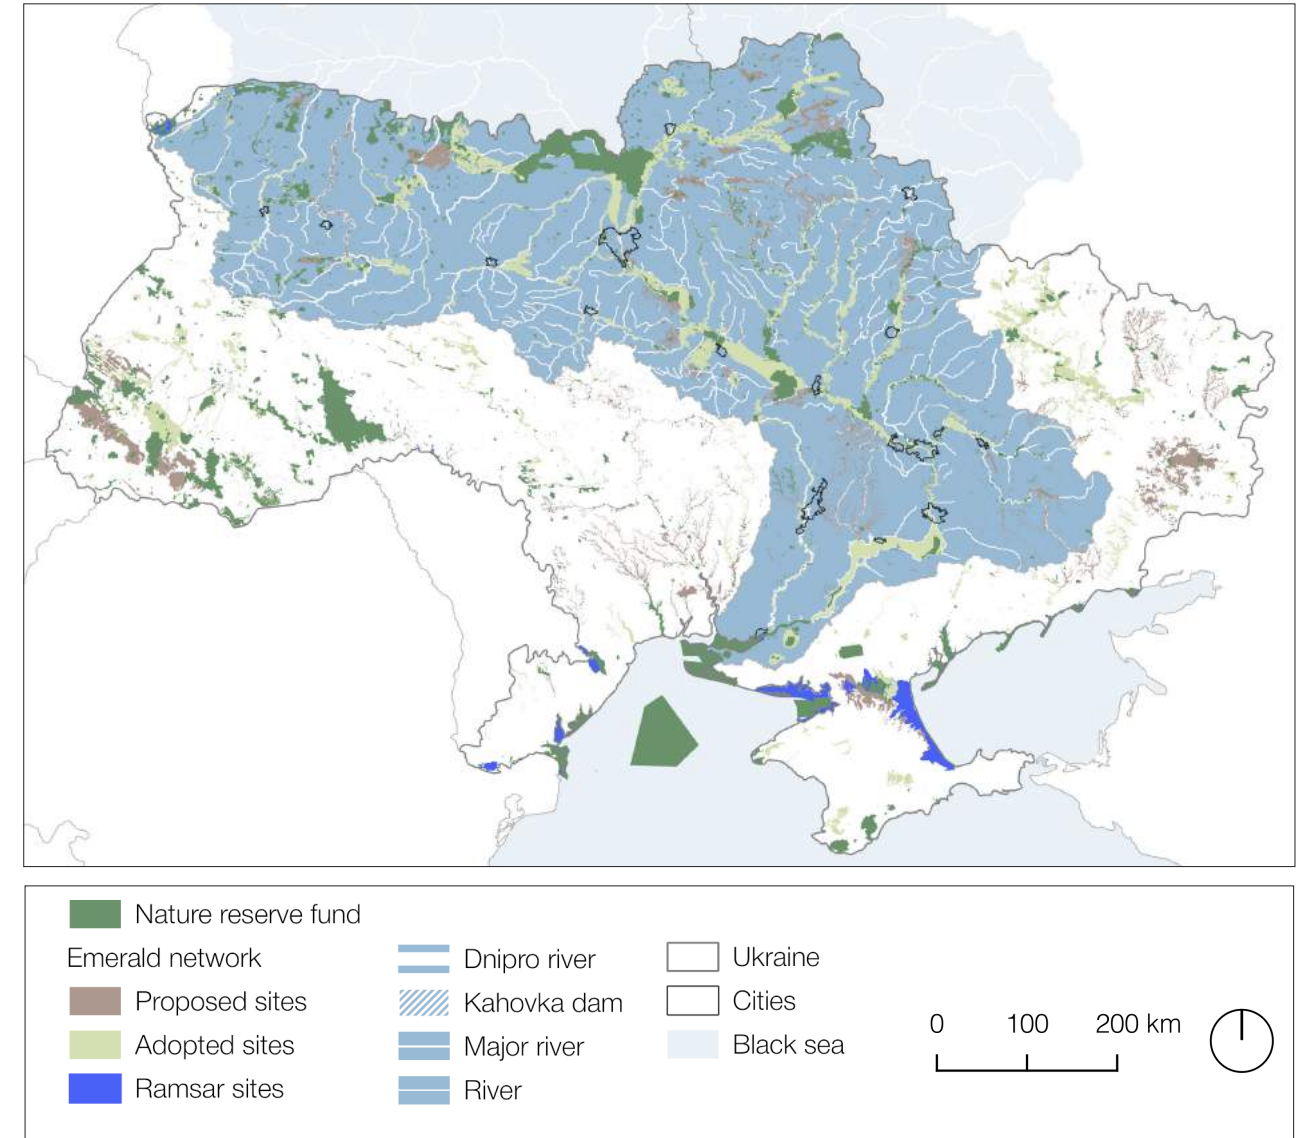 Nature reserve fund
Emerald network
Proposed sites
Adopted sites
Ramsar sites
Dnipro river
Kahovka dam
Major river
River
Ukraine
Cities
Black sea
0 100 200 km